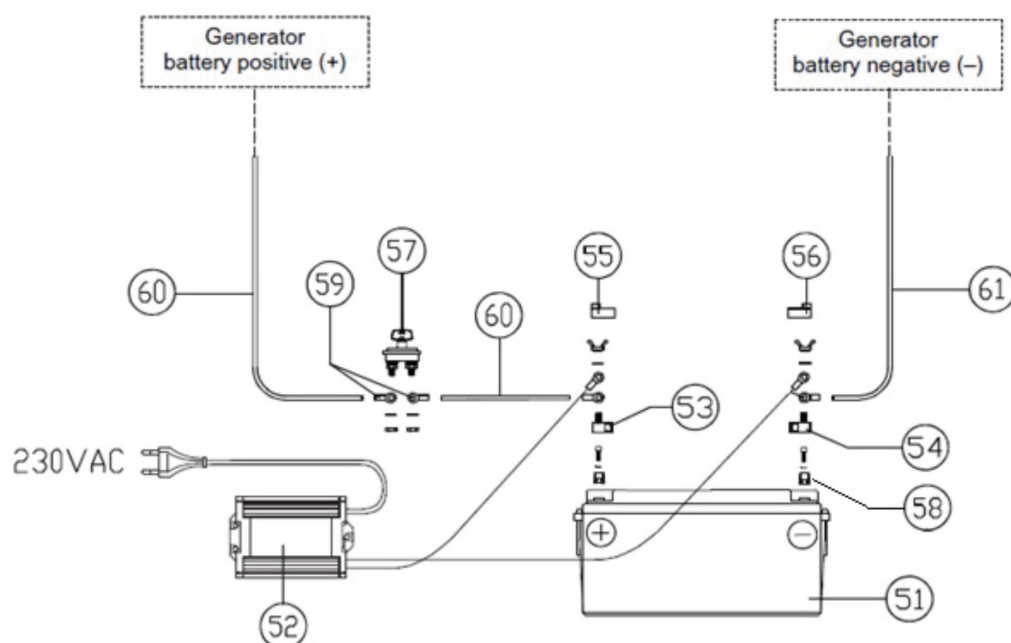 Generator
battery positive (+)
Generator
battery negative (–)
57
55
56
60
59
60
61
53
54
230VAC
58
+
−
52
51